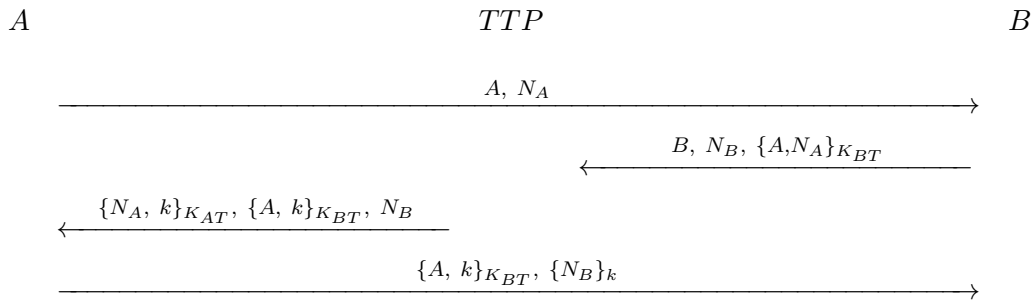 A TTP B
A, N_A
B, N_B, {A,N_A}_{K_{BT}}
{N_A, k}_{K_{AT}}, {A, k}_{K_{BT}}, N_B
{A, k}_{K_{BT}}, {N_B}_k